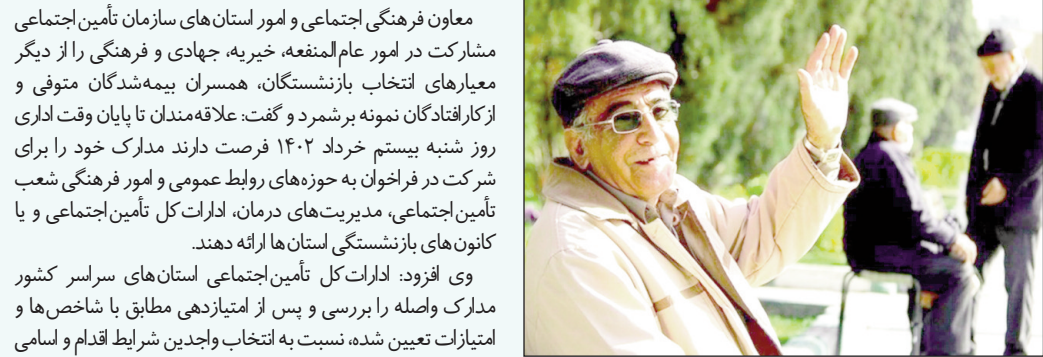 معاون فرهنگی اجتماعی و امور استان‌های سازمان تأمین‌اجتماعی
مشارکت در امور عام‌المنفعه، خیریه، جهادی و فرهنگی را از دیگر
معیارهای انتخاب بازنشستگان، همسران بیمه‌شدگان متوفی و
ازکارافتادگان نمونه برشمرد و گفت: علاقه‌مندان تا پایان وقت اداری
روز شنبه بیستم خرداد ۱۴۰۲ فرصت دارند مدارک خود را برای
شرکت در فراخوان به حوزه‌های روابط عمومی و امور فرهنگی شعب
تأمین‌اجتماعی، مدیریت‌های درمان، ادارات‌کل تأمین‌اجتماعی و یا
کانون‌های بازنشستگی استان‌ها ارائه دهند.
وی افزود: ادارات‌کل تأمین‌اجتماعی استان‌های سراسر کشور
مدارک واصله را بررسی و پس از امتیازدهی مطابق با شاخص‌ها و
امتیازات تعیین شده، نسبت به انتخاب واجدین شرایط اقدام و اسامی